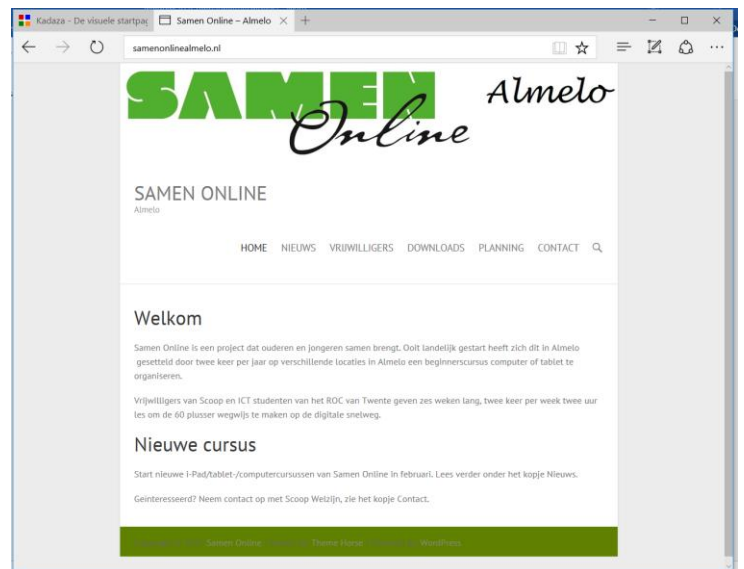 Kadaza - De visuele startpag
Samen Online – Almelo
samenonlinealmelo.nl
SAMEN Almelo
Online
SAMEN ONLINE
Almelo
HOME NIEUWS VRIJWILLIGERS DOWNLOADS PLANNING CONTACT
Welkom
Samen Online is een project dat ouderen en jongeren samen brengt. Ooit landelijk gestart heeft zich dit in Almelo
gesetteld door twee keer per jaar op verschillende locaties in Almelo een beginnerscursus computer of tablet te
organiseren.
Vrijwilligers van Scoop en ICT studenten van het ROC van Twente geven zes weken lang, twee keer per week twee uur
les om de 60 plusser wegwijs te maken op de digitale snelweg.
Nieuwe cursus
Start nieuwe i-Pad/tablet-/computercursussen van Samen Online in februari. Lees verder onder het kopje Nieuws.
Geinteresseerd? Neem contact op met Scoop Welzijn, zie het kopje Contact.
Samen Online Theme Horse WordPress